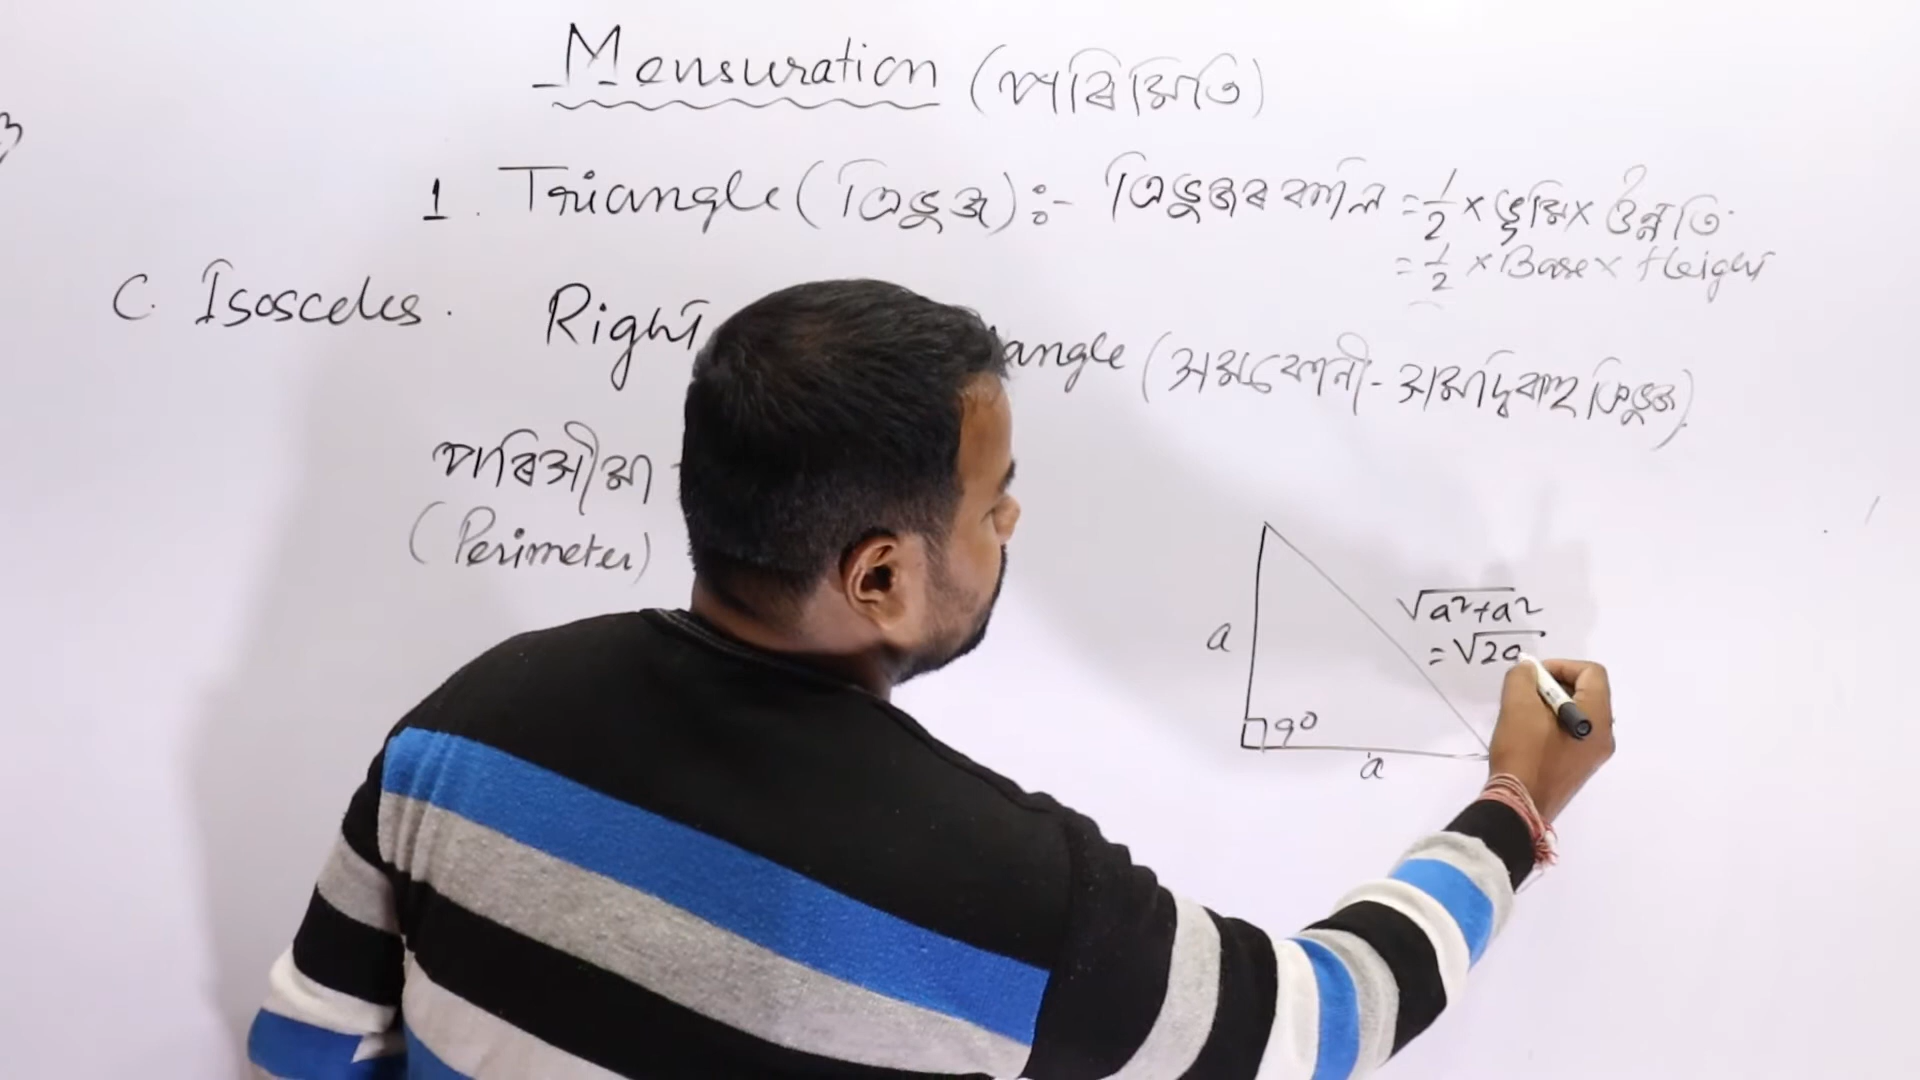 Mensuration (পৰিমিতি)
1. Triangle (ত্ৰিভুজ) :- ত্ৰিভুজৰ কালি = 1/2 × ভূমি × উন্নতি
= 1/2 × Base × Height
C. Isosceles. Right angle (সমকোনী - সমদ্বিবাহু ত্ৰিভুজ)
পৰিসীমা
(Perimeter)
√a²+a²
= √2a
a
90
a